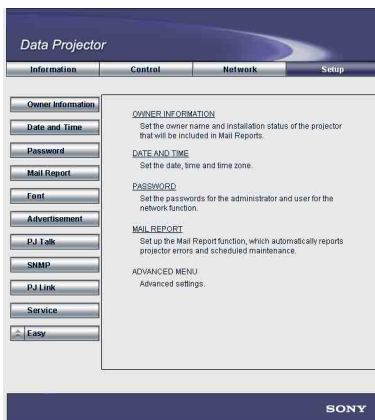 Data Projector
Information
Control
Network
Setup
Owner Information
Date and Time
Password
Mail Report
Font
Advertisement
PJ Talk
SNMP
PJ Link
Service
Easy
OWNER INFORMATION
Set the owner name and installation status of the projector
that will be included in Mail Reports.
DATE AND TIME
Set the date, time and time zone.
PASSWORD
Set the passwords for the administrator and user for the
network function.
MAIL REPORT
Set up the Mail Report function, which automatically reports
projector errors and scheduled maintenance.
ADVANCED MENU
Advanced settings.
SONY